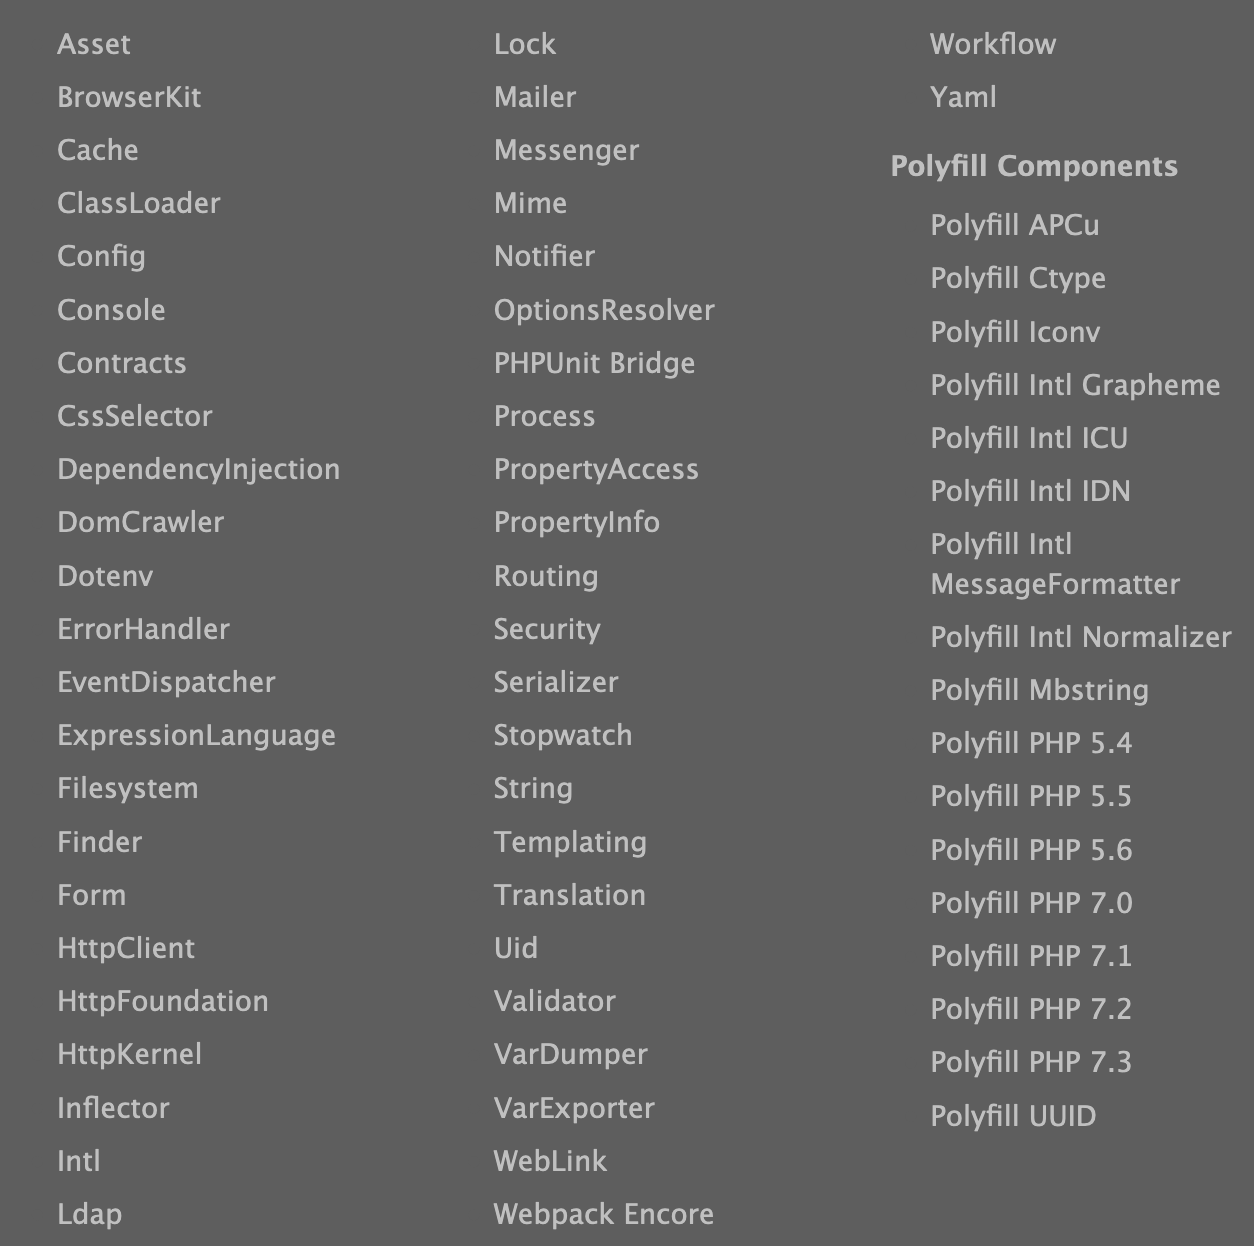 Asset
BrowserKit
Cache
ClassLoader
Config
Console
Contracts
CssSelector
DependencyInjection
DomCrawler
Dotenv
ErrorHandler
EventDispatcher
ExpressionLanguage
Filesystem
Finder
Form
HttpClient
HttpFoundation
HttpKernel
Inflector
Intl
Ldap
Lock
Mailer
Messenger
Mime
Notifier
OptionsResolver
PHPUnit Bridge
Process
PropertyAccess
PropertyInfo
Routing
Security
Serializer
Stopwatch
String
Templating
Translation
Uid
Validator
VarDumper
VarExporter
WebLink
Webpack Encore
Workflow
Yaml
Polyfill Components
Polyfill APCu
Polyfill Ctype
Polyfill Iconv
Polyfill Intl Grapheme
Polyfill Intl ICU
Polyfill Intl IDN
Polyfill Intl
MessageFormatter
Polyfill Intl Normalizer
Polyfill Mbstring
Polyfill PHP 5.4
Polyfill PHP 5.5
Polyfill PHP 5.6
Polyfill PHP 7.0
Polyfill PHP 7.1
Polyfill PHP 7.2
Polyfill PHP 7.3
Polyfill UUID